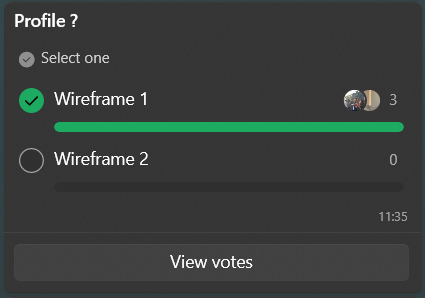 Profile ?
Select one
Wireframe 1 3
Wireframe 2 0
11:35
View votes